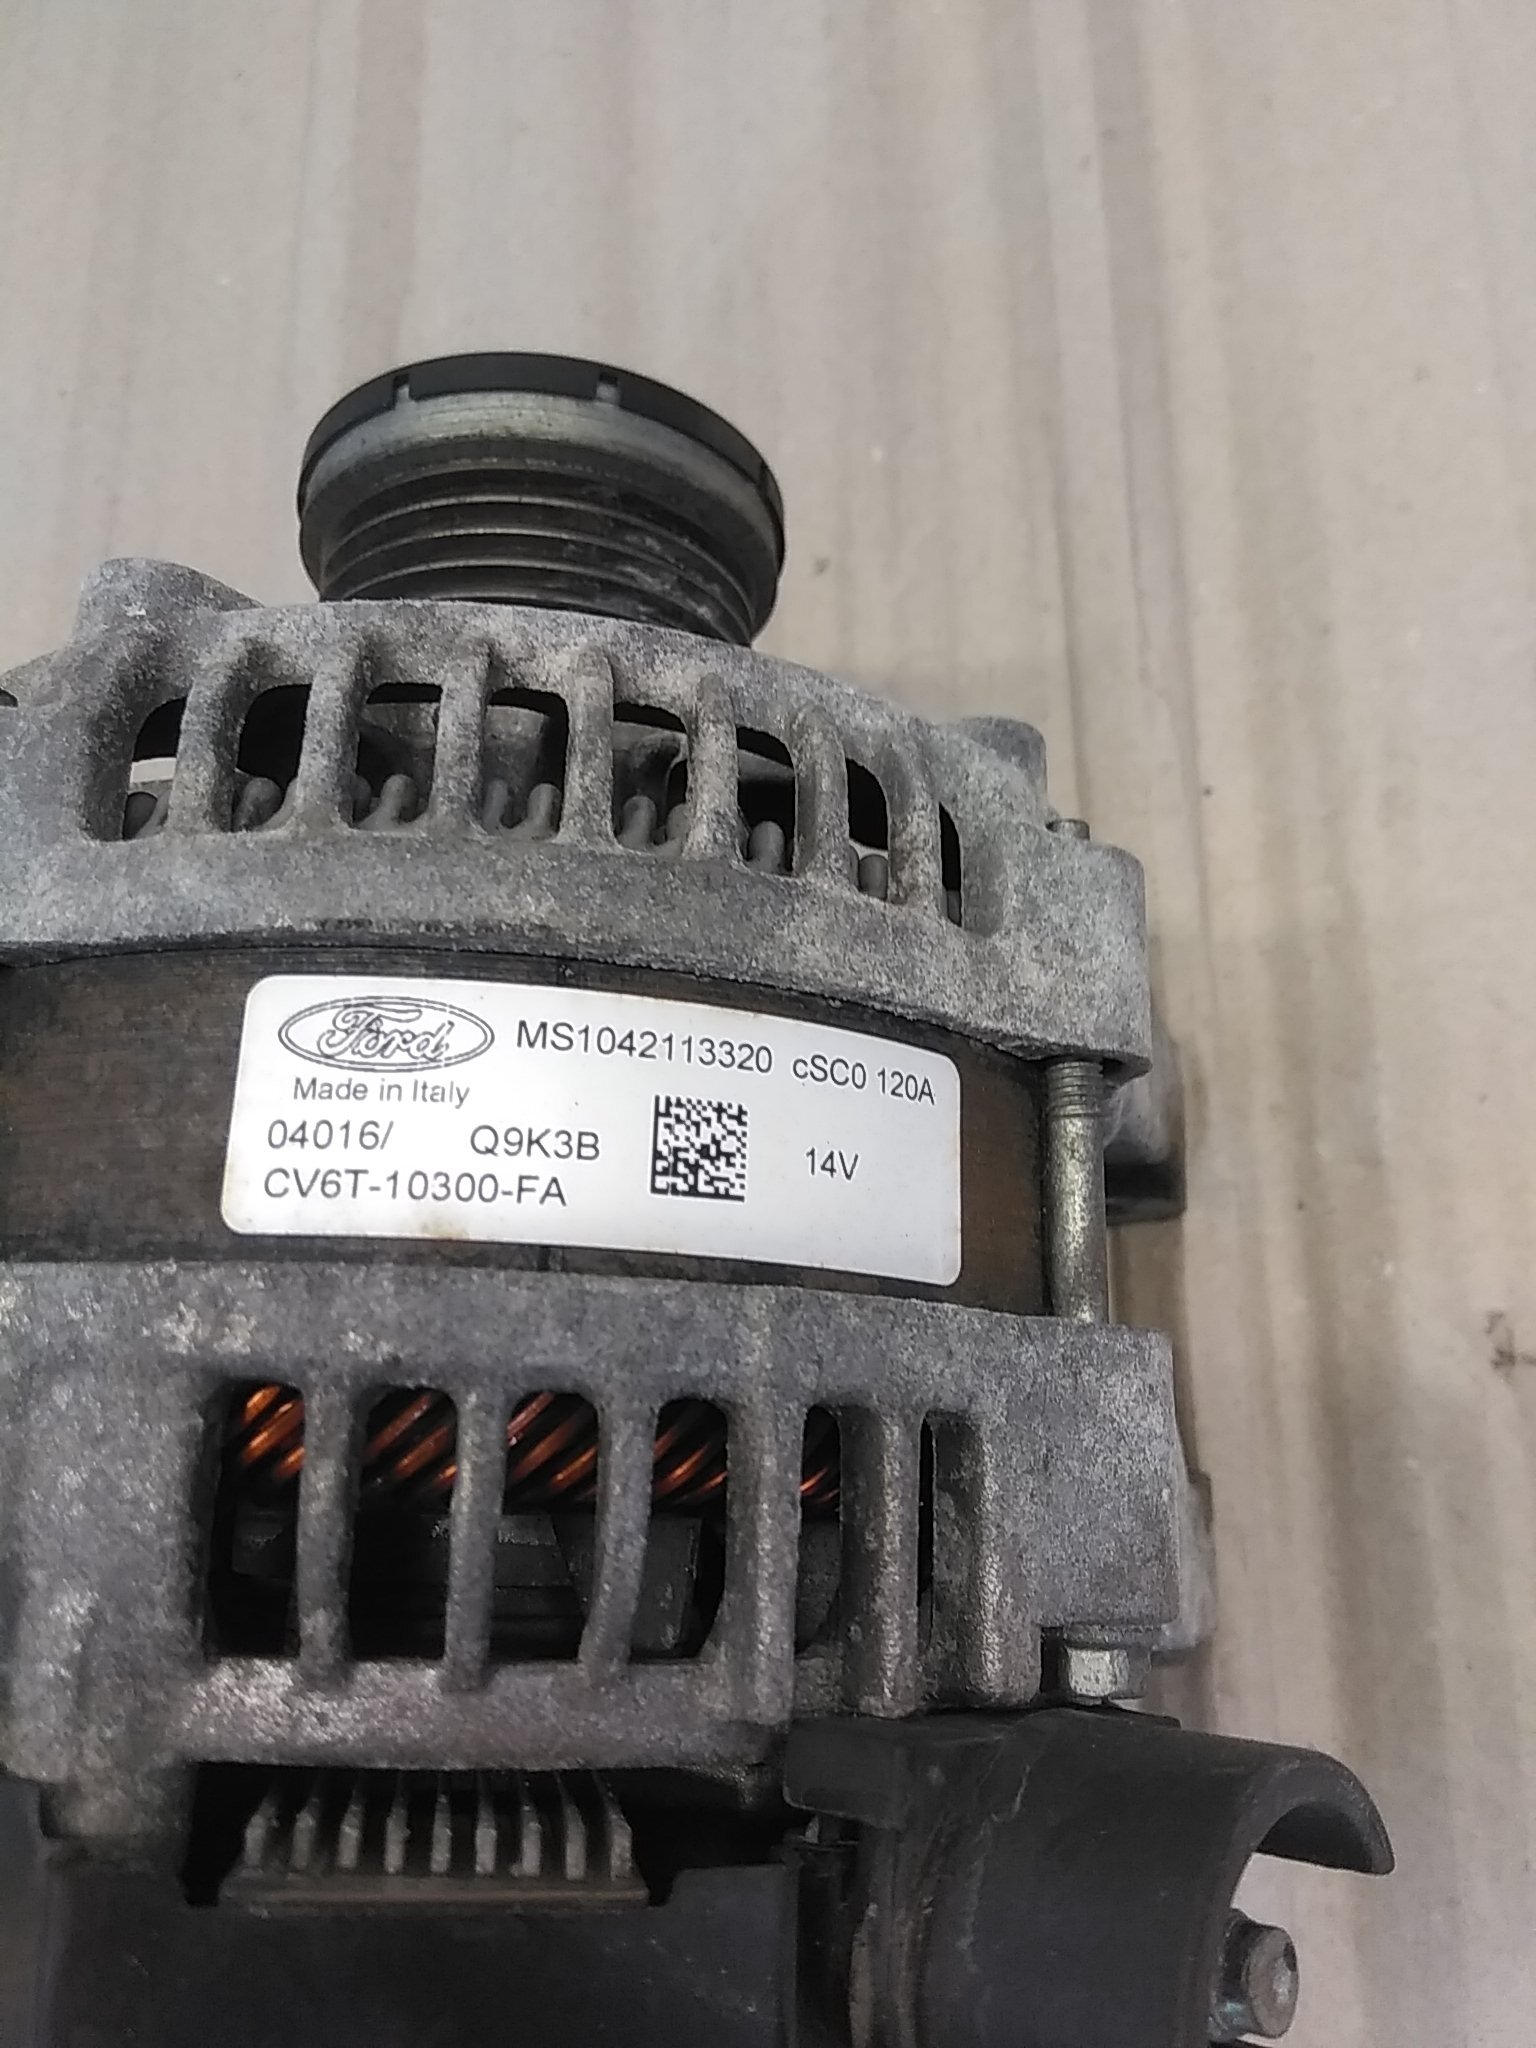 Ford MS1042113320 cSC0 120A
Made in Italy
04016/ Q9K3B 14V
CV6T-10300-FA